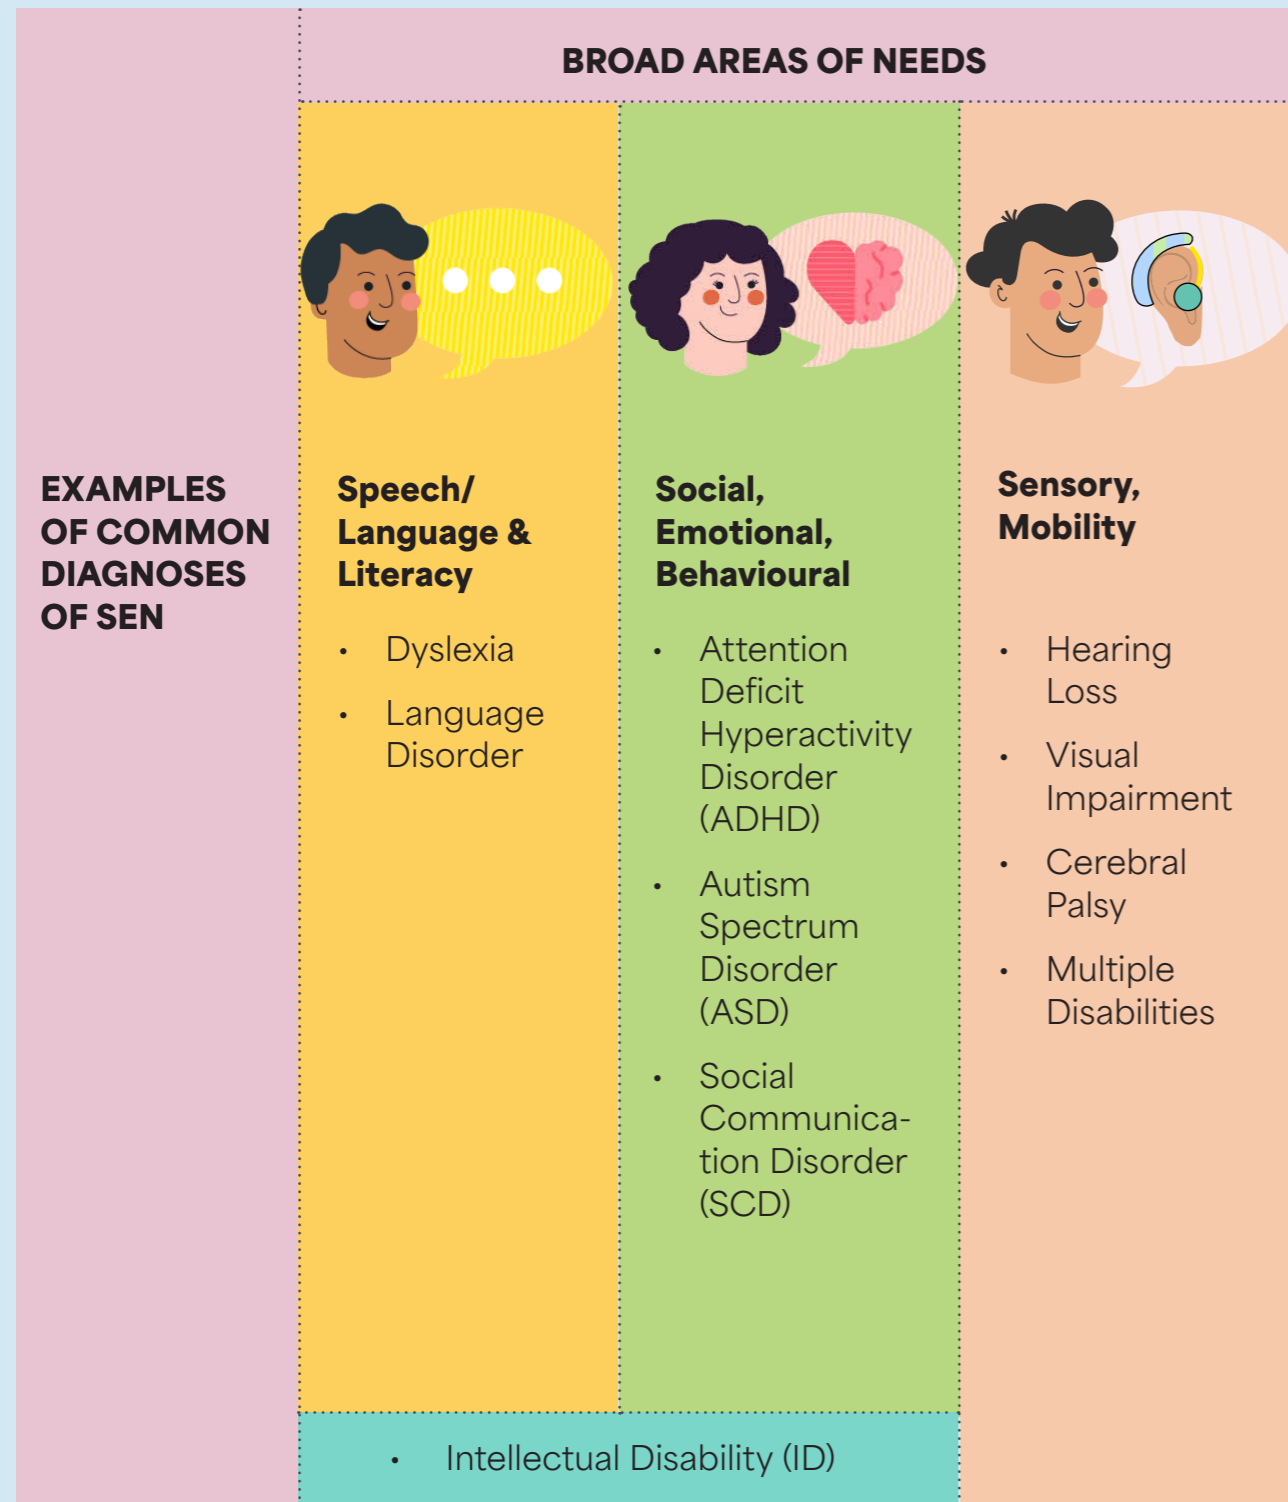 BROAD AREAS OF NEEDS
EXAMPLES
OF COMMON
DIAGNOSES
OF SEN
Speech/
Language &
Literacy
• Dyslexia
• Language
Disorder
Social,
Emotional,
Behavioural
• Attention
Deficit
Hyperactivity
Disorder
(ADHD)
• Autism
Spectrum
Disorder
(ASD)
• Social
Communica-
tion Disorder
(SCD)
Sensory,
Mobility
• Hearing
Loss
• Visual
Impairment
• Cerebral
Palsy
• Multiple
Disabilities
• Intellectual Disability (ID)